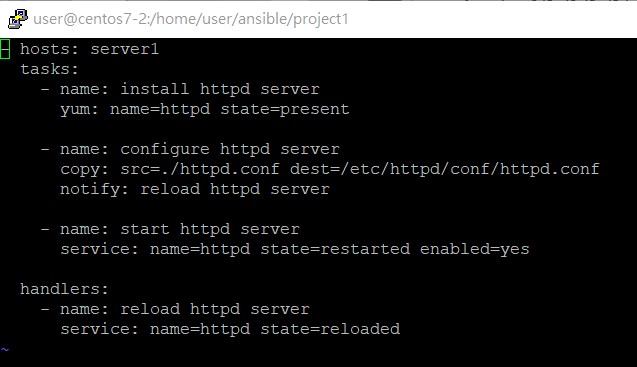 user@centos7-2:/home/user/ansible/project1
- hosts: server1
  tasks:
    - name: install httpd server
      yum: name=httpd state=present

    - name: configure httpd server
      copy: src=./httpd.conf dest=/etc/httpd/conf/httpd.conf
      notify: reload httpd server

    - name: start httpd server
      service: name=httpd state=restarted enabled=yes

  handlers:
    - name: reload httpd server
      service: name=httpd state=reloaded
~